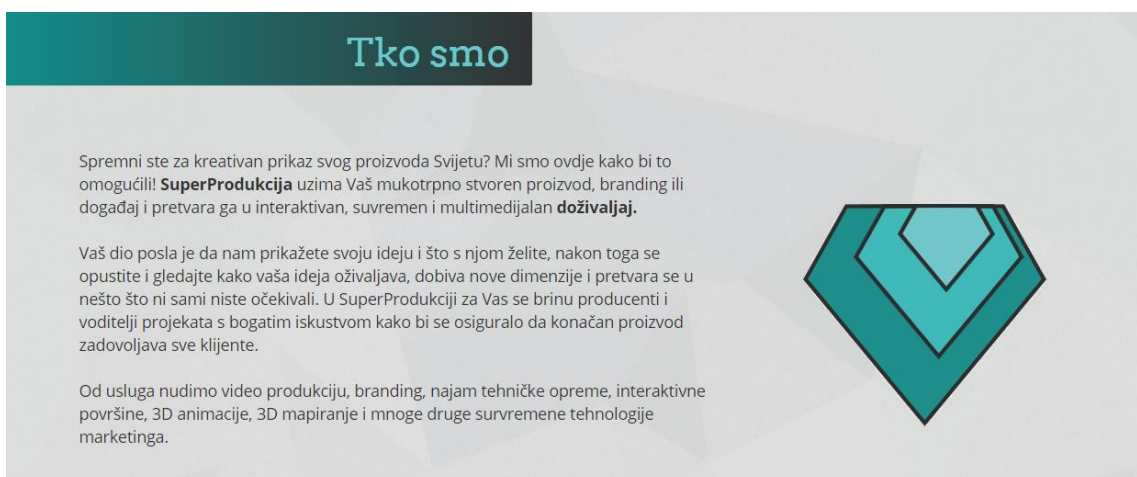 Tko smo
Spremni ste za kreativan prikaz svog proizvoda Svijetu? Mi smo ovdje kako bi to
omogućili! SuperProdukcija uzima Vaš mukotrpno stvoren proizvod, branding ili
događaj i pretvara ga u interaktivan, suvremen i multimedijalan doživaljaj.
Vaš dio posla je da nam prikažete svoju ideju i što s njom želite, nakon toga se
opustite i gledajte kako vaša ideja oživaljava, dobiva nove dimenzije i pretvara se u
nešto što ni sami niste očekivali. U SuperProdukciji za Vas se brinu producenti i
voditelji projekata s bogatim iskustvom kako bi se osiguralo da konačan proizvod
zadovoljava sve klijente.
Od usluga nudimo video produkciju, branding, najam tehničke opreme, interaktivne
površine, 3D animacije, 3D mapiranje i mnoge druge survremene tehnologije
marketinga.